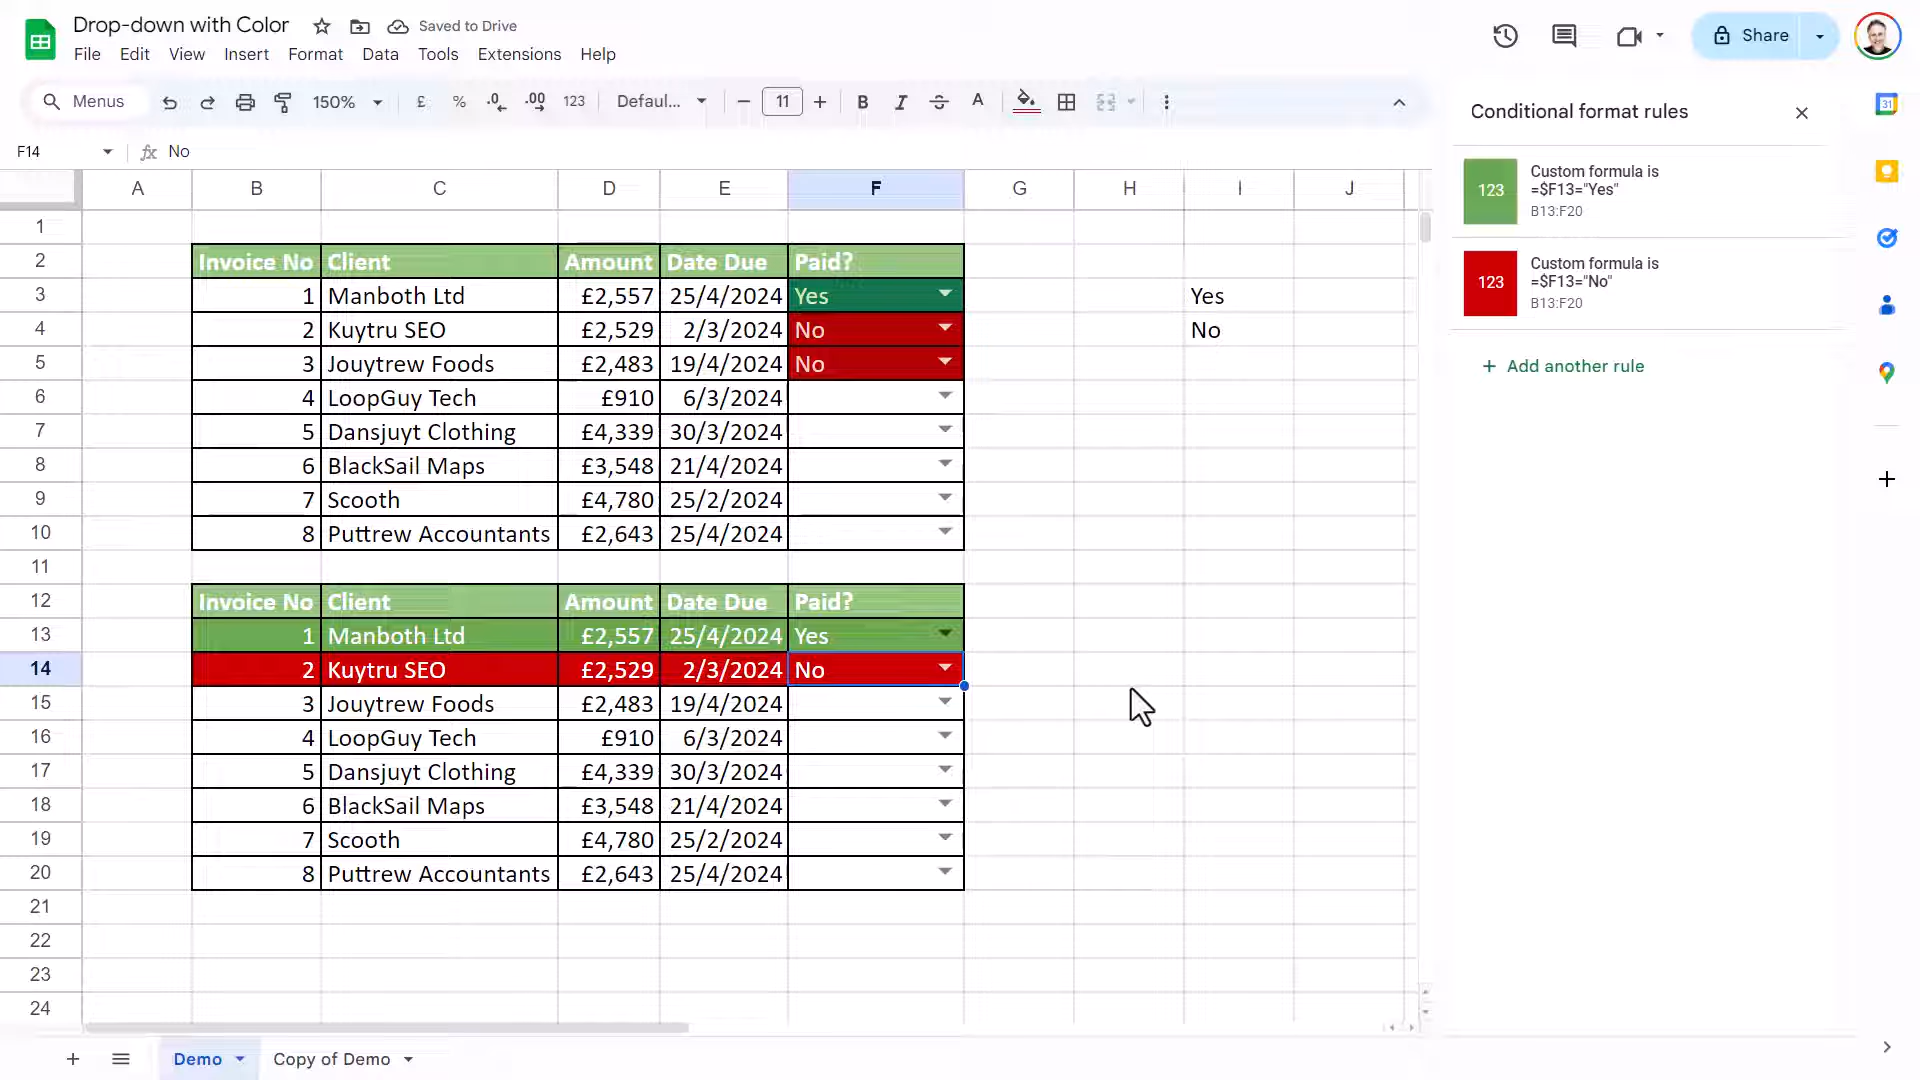 Drop-down with Color
Saved to Drive
File Edit View Insert Format Data Tools Extensions Help
Share
Menus 150% £ % .0 .00 123 Defaul... 11 B I S A
F14 fx No
A B C D E F G H I J
1
2 Invoice No Client Amount Date Due Paid?
3 1 Manboth Ltd £2,557 25/4/2024 Yes Yes
4 2 Kuytru SEO £2,529 2/3/2024 No No
5 3 Jouytrew Foods £2,483 19/4/2024 No
6 4 LoopGuy Tech £910 6/3/2024
7 5 Dansjuyt Clothing £4,339 30/3/2024
8 6 BlackSail Maps £3,548 21/4/2024
9 7 Scooth £4,780 25/2/2024
10 8 Puttrew Accountants £2,643 25/4/2024
11
12 Invoice No Client Amount Date Due Paid?
13 1 Manboth Ltd £2,557 25/4/2024 Yes
14 2 Kuytru SEO £2,529 2/3/2024 No
15 3 Jouytrew Foods £2,483 19/4/2024
16 4 LoopGuy Tech £910 6/3/2024
17 5 Dansjuyt Clothing £4,339 30/3/2024
18 6 BlackSail Maps £3,548 21/4/2024
19 7 Scooth £4,780 25/2/2024
20 8 Puttrew Accountants £2,643 25/4/2024
21
22
23
24
Demo Copy of Demo
Conditional format rules
123
Custom formula is
=$F13="Yes"
B13:F20
123
Custom formula is
=$F13="No"
B13:F20
+ Add another rule
31